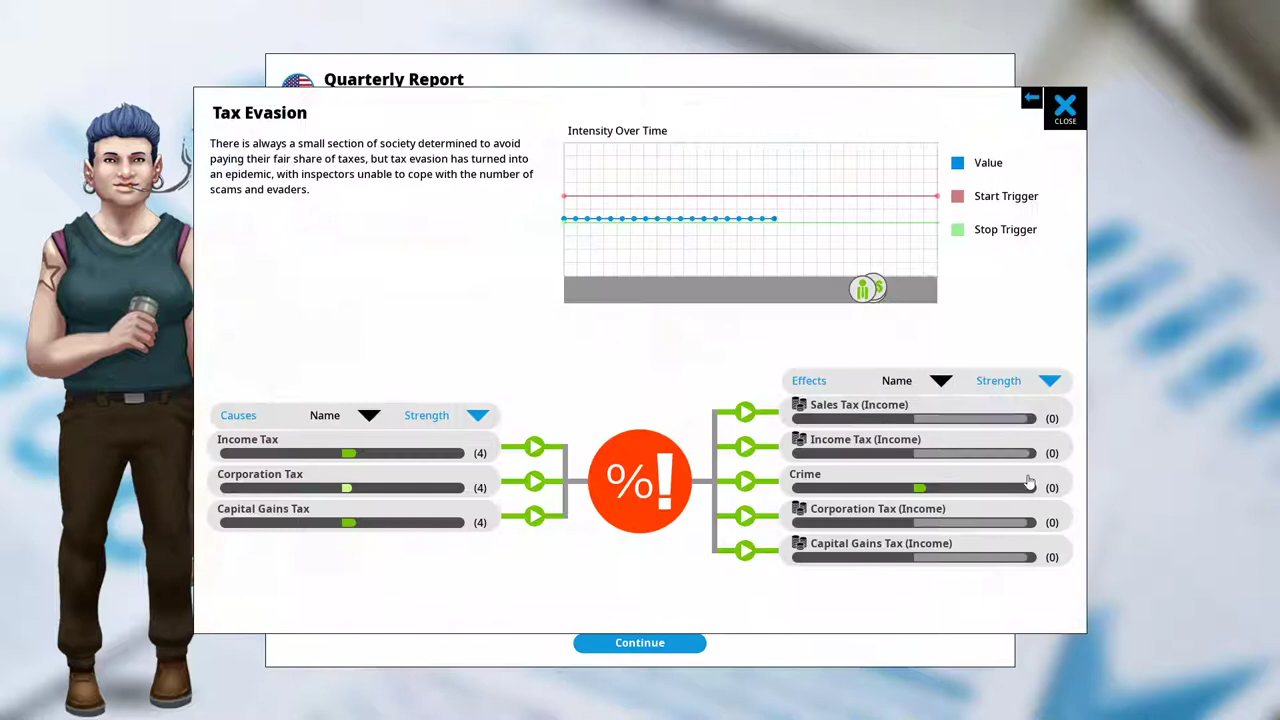 Quarterly Report
Tax Evasion
CLOSE
There is always a small section of society determined to avoid
paying their fair share of taxes, but tax evasion has turned into
an epidemic, with inspectors unable to cope with the number of
scams and evaders.
Intensity Over Time
Value
Start Trigger
Stop Trigger
$
Causes Name Strength
Income Tax
(4)
Corporation Tax
(4)
Capital Gains Tax
(4)
%!
Effects Name Strength
Sales Tax (Income)
(0)
Income Tax (Income)
(0)
Crime
(0)
Corporation Tax (Income)
(0)
Capital Gains Tax (Income)
(0)
Continue